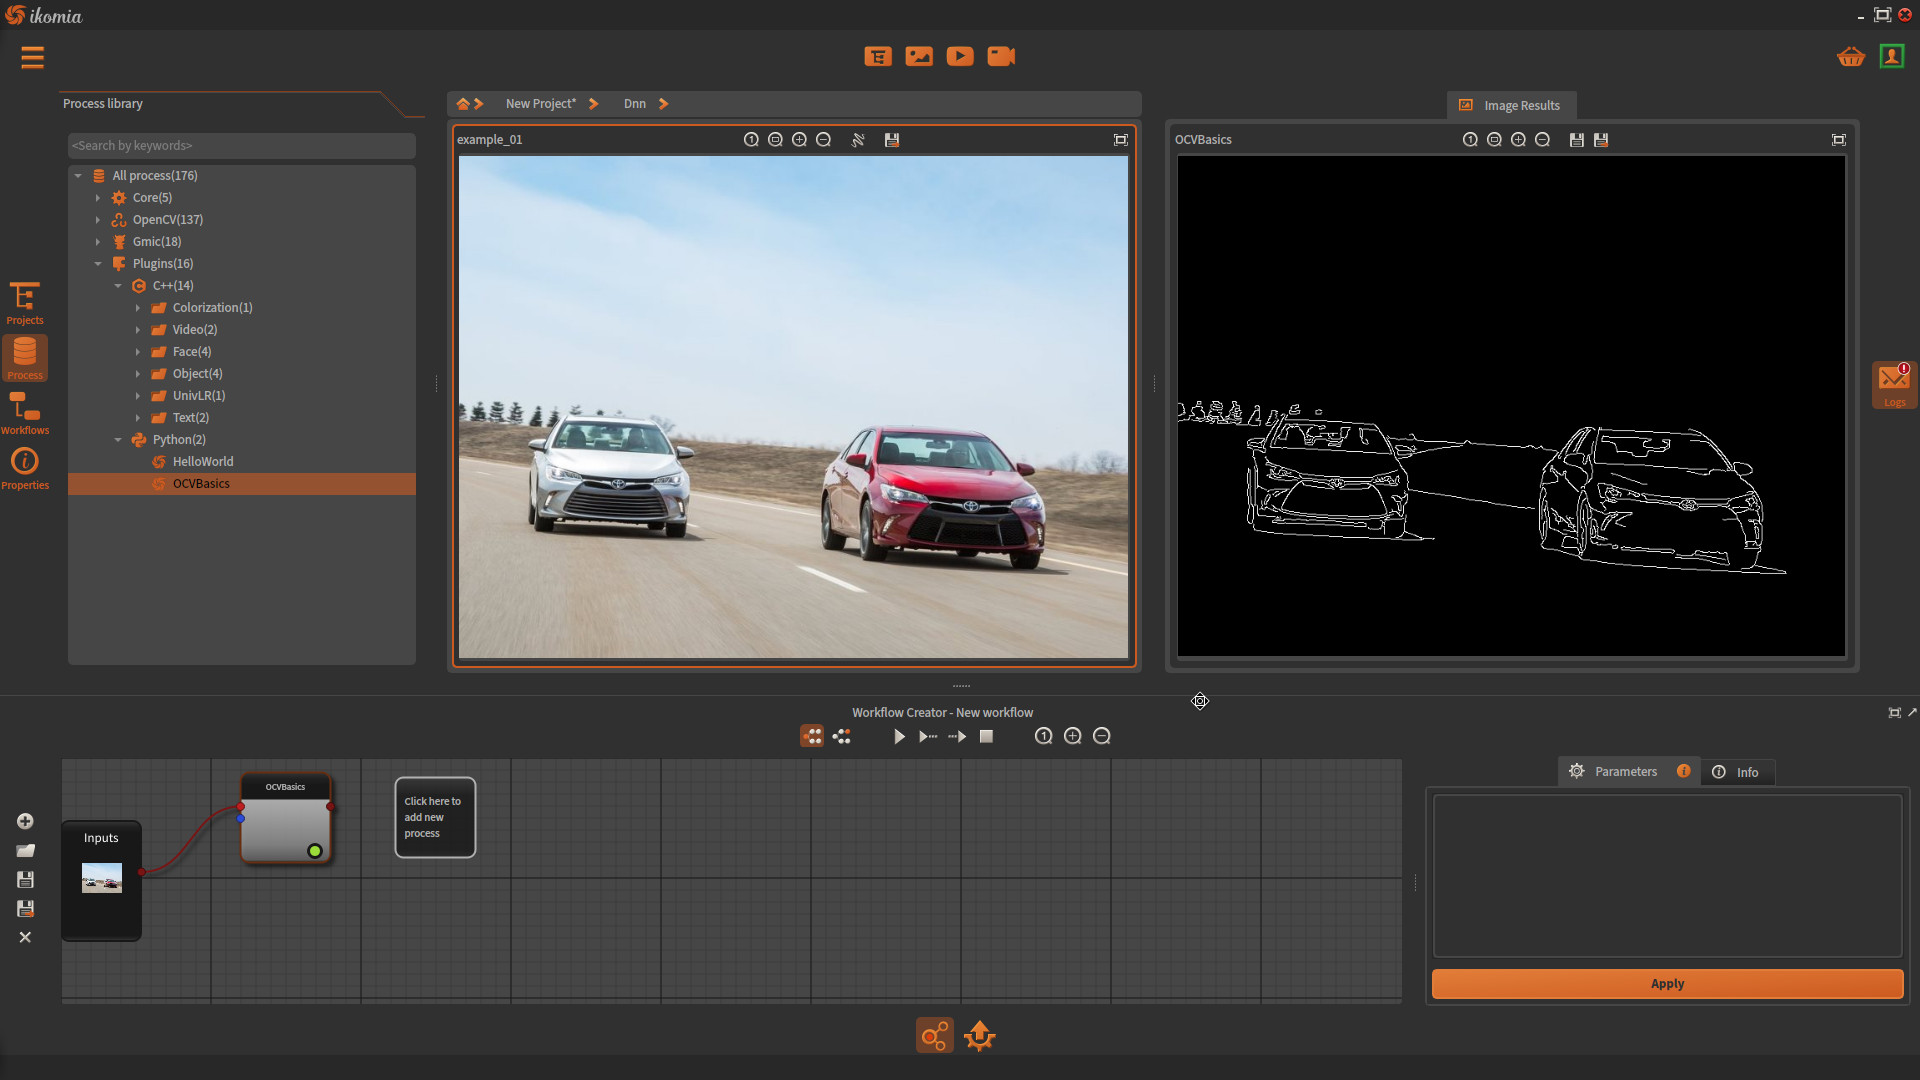 ikomia
Process library
<Search by keywords>
All process(176)
Core(5)
OpenCV(137)
Gmic(18)
Plugins(16)
C++(14)
Colorization(1)
Video(2)
Face(4)
Object(4)
UnivLR(1)
Text(2)
Python(2)
HelloWorld
OCVBasics
Projects
Process
Workflows
Properties
New Project*
Dnn
example_01
1
Image Results
OCVBasics
1
Logs
Workflow Creator - New workflow
1
Inputs
OCVBasics
Click here to
add new
process
Parameters
Info
Apply